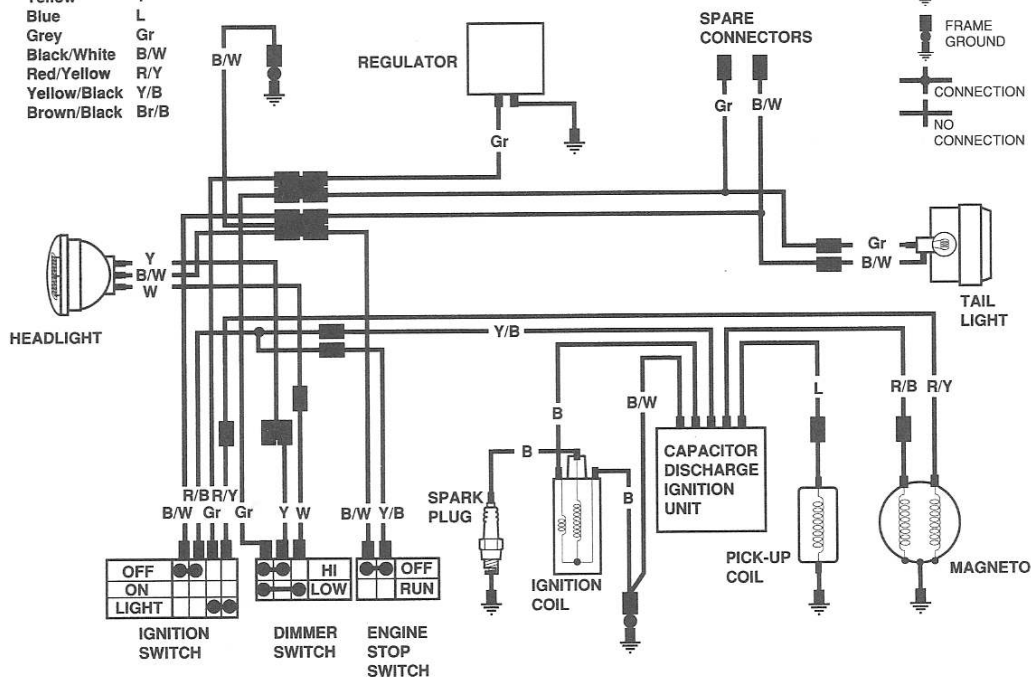 Blue L
Grey Gr
Black/White B/W
Red/Yellow R/Y
Yellow/Black Y/B
Brown/Black Br/B
B/W
REGULATOR
SPARE
CONNECTORS
FRAME
GROUND
CONNECTION
NO
CONNECTION
Gr
Gr
B/W
HEADLIGHT
Y
B/W
W
Gr
B/W
TAIL
LIGHT
Y/B
B
B/W
L
R/B
R/Y
B
B
R/B
R/Y
B/W
Gr
Gr
Y
W
B/W
Y/B
SPARK
PLUG
CAPACITOR
DISCHARGE
IGNITION
UNIT
PICK-UP
COIL
MAGNETO
IGNITION
COIL
OFF
ON
LIGHT
HI
LOW
OFF
RUN
IGNITION
SWITCH
DIMMER
SWITCH
ENGINE
STOP
SWITCH